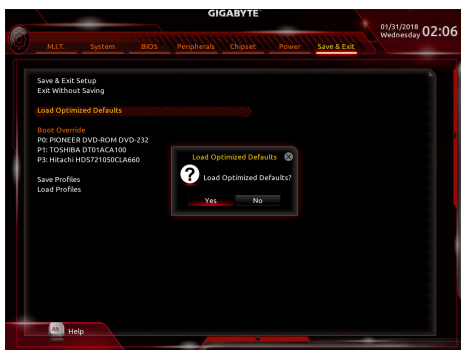 GIGABYTE™
01/31/2018
Wednesday
02:06
M.I.T.
System
BIOS
Peripherals
Chipset
Power
Save & Exit
Save & Exit Setup
Exit Without Saving
Load Optimized Defaults
Boot Override
P0: PIONEER DVD-ROM DVD-232
P1: TOSHIBA DT01ACA100
P3: Hitachi HDS721050CLA660
Save Profiles
Load Profiles
Load Optimized Defaults
Load Optimized Defaults?
Yes No
Alt Help